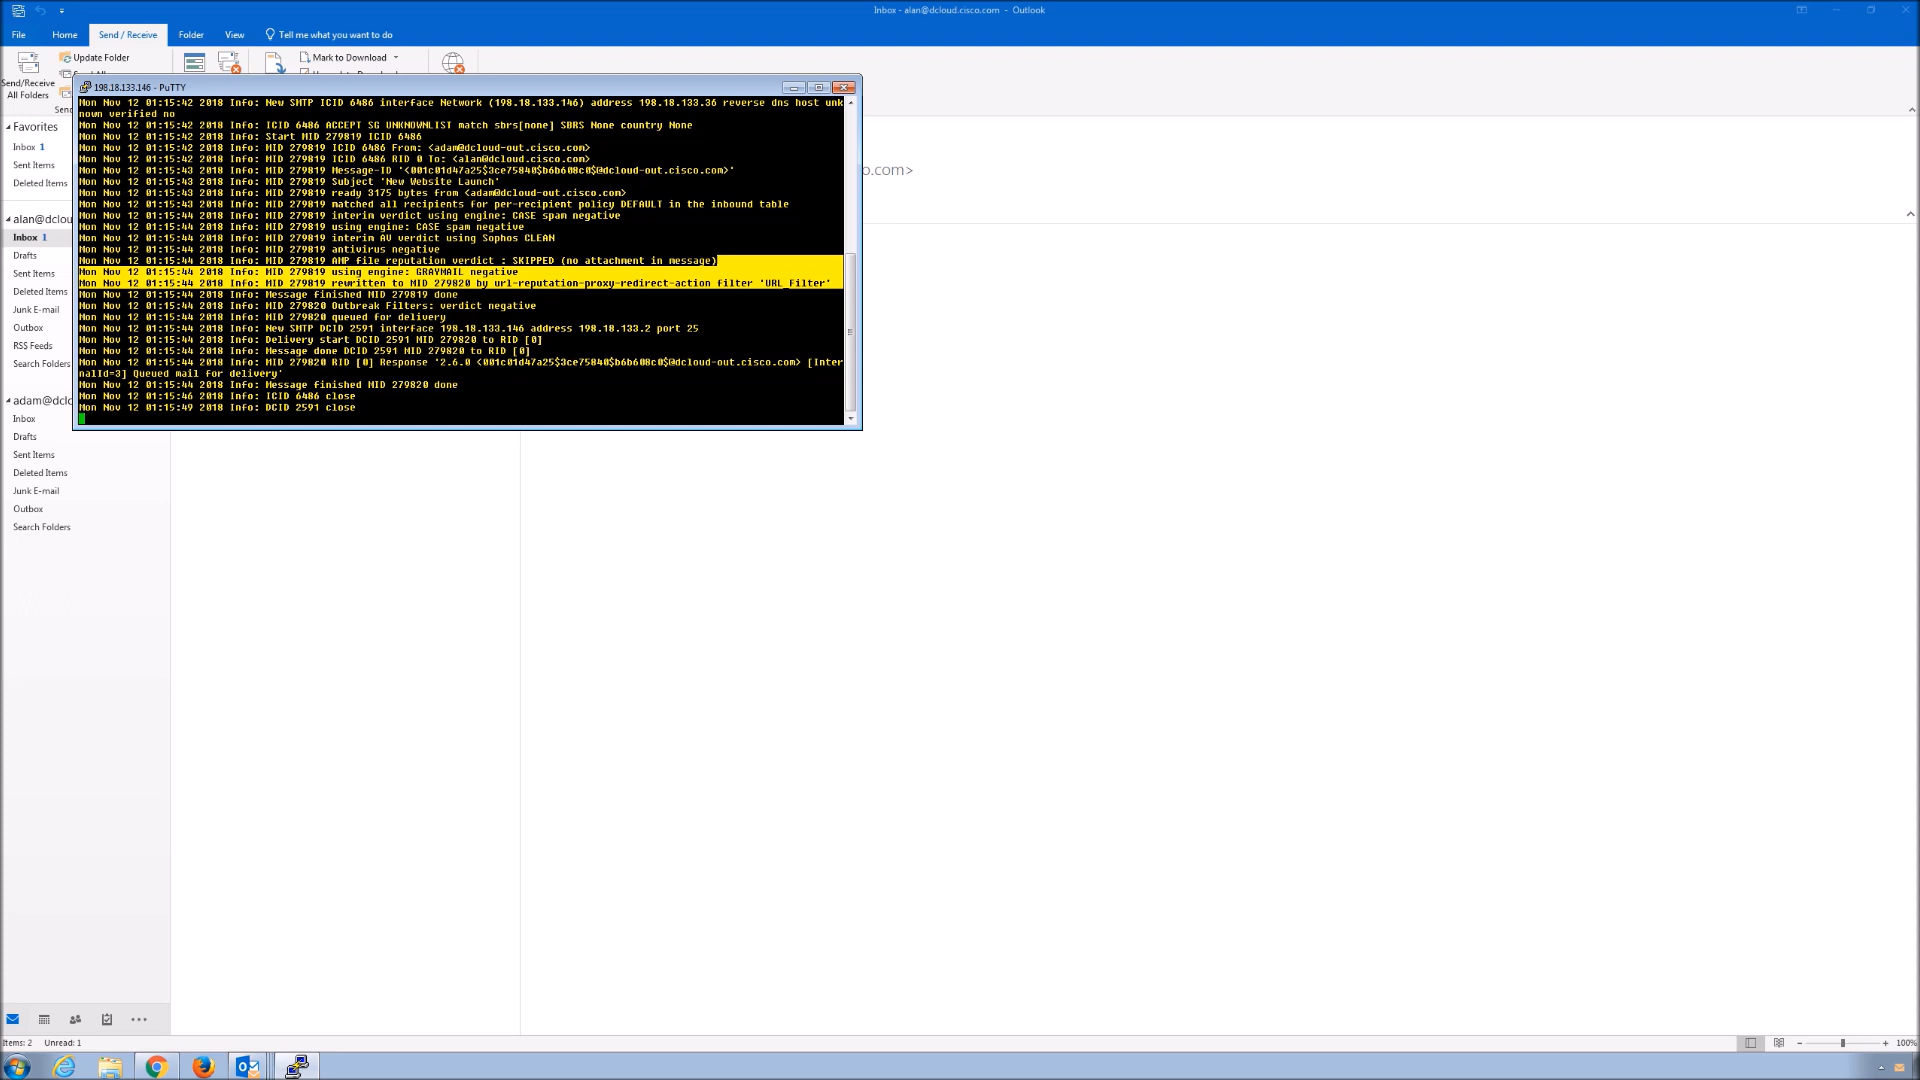 Inbox - alan@dcloud.cisco.com - Outlook
File
Home
Send / Receive
Folder
View
Tell me what you want to do
Send/Receive
All Folders
Update Folder
Mark to Download
198.18.133.146 - PuTTY
Mon Nov 12 01:15:42 2018 Info: New SMTP ICID 6486 interface Network (198.18.133.146) address 198.18.133.36 reverse dns host unk
nown verified no
Mon Nov 12 01:15:42 2018 Info: ICID 6486 ACCEPT SG UNKNOWNLIST match sbrs[none] SBRS None country None
Mon Nov 12 01:15:42 2018 Info: Start MID 279819 ICID 6486
Mon Nov 12 01:15:42 2018 Info: MID 279819 ICID 6486 From: <adam@dcloud-out.cisco.com>
Mon Nov 12 01:15:42 2018 Info: MID 279819 ICID 6486 RID 0 To: <alan@dcloud.cisco.com>
Mon Nov 12 01:15:43 2018 Info: MID 279819 Message-ID '<001c01d47a25$3ce75840$b6b608c0$@dcloud-out.cisco.com>'
Mon Nov 12 01:15:43 2018 Info: MID 279819 Subject 'New Website Launch'
Mon Nov 12 01:15:43 2018 Info: MID 279819 ready 3175 bytes from <adam@dcloud-out.cisco.com>
Mon Nov 12 01:15:43 2018 Info: MID 279819 matched all recipients for per-recipient policy DEFAULT in the inbound table
Mon Nov 12 01:15:44 2018 Info: MID 279819 interim verdict using engine: CASE spam negative
Mon Nov 12 01:15:44 2018 Info: MID 279819 using engine: CASE spam negative
Mon Nov 12 01:15:44 2018 Info: MID 279819 interim AV verdict using Sophos CLEAN
Mon Nov 12 01:15:44 2018 Info: MID 279819 antivirus negative
Mon Nov 12 01:15:44 2018 Info: MID 279819 AMP file reputation verdict : SKIPPED (no attachment in message)
Mon Nov 12 01:15:44 2018 Info: MID 279819 using engine: GRAYMAIL negative
Mon Nov 12 01:15:44 2018 Info: MID 279819 rewritten to MID 279820 by url-reputation-proxy-redirect-action filter 'URL_Filter'
Mon Nov 12 01:15:44 2018 Info: Message finished MID 279819 done
Mon Nov 12 01:15:44 2018 Info: MID 279820 Outbreak Filters: verdict negative
Mon Nov 12 01:15:44 2018 Info: MID 279820 queued for delivery
Mon Nov 12 01:15:44 2018 Info: New SMTP DCID 2591 interface 198.18.133.146 address 198.18.133.2 port 25
Mon Nov 12 01:15:44 2018 Info: Delivery start DCID 2591 MID 279820 to RID [0]
Mon Nov 12 01:15:44 2018 Info: Message done DCID 2591 MID 279820 to RID [0]
Mon Nov 12 01:15:44 2018 Info: MID 279820 RID [0] Response '2.6.0 <001c01d47a25$3ce75840$b6b608c0$@dcloud-out.cisco.com> [Inter
nalId=3] Queued mail for delivery'
Mon Nov 12 01:15:44 2018 Info: Message finished MID 279820 done
Mon Nov 12 01:15:46 2018 Info: ICID 6486 close
Mon Nov 12 01:15:49 2018 Info: DCID 2591 close
o.com>
Favorites
Inbox 1
Sent Items
Deleted Items
alan@dclou
Inbox 1
Drafts
Sent Items
Deleted Items
Junk E-mail
Outbox
RSS Feeds
Search Folders
adam@dclc
Inbox
Drafts
Sent Items
Deleted Items
Junk E-mail
Outbox
Search Folders
Items: 2
Unread: 1
100%